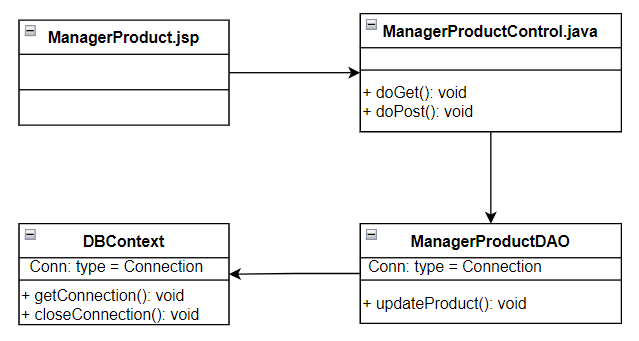 ManagerProduct.jsp
ManagerProductControl.java
+ doGet(): void
+ doPost(): void
DBContext
Conn: type = Connection
+ getConnection(): void
+ closeConnection(): void
ManagerProductDAO
Conn: type = Connection
+ updateProduct(): void